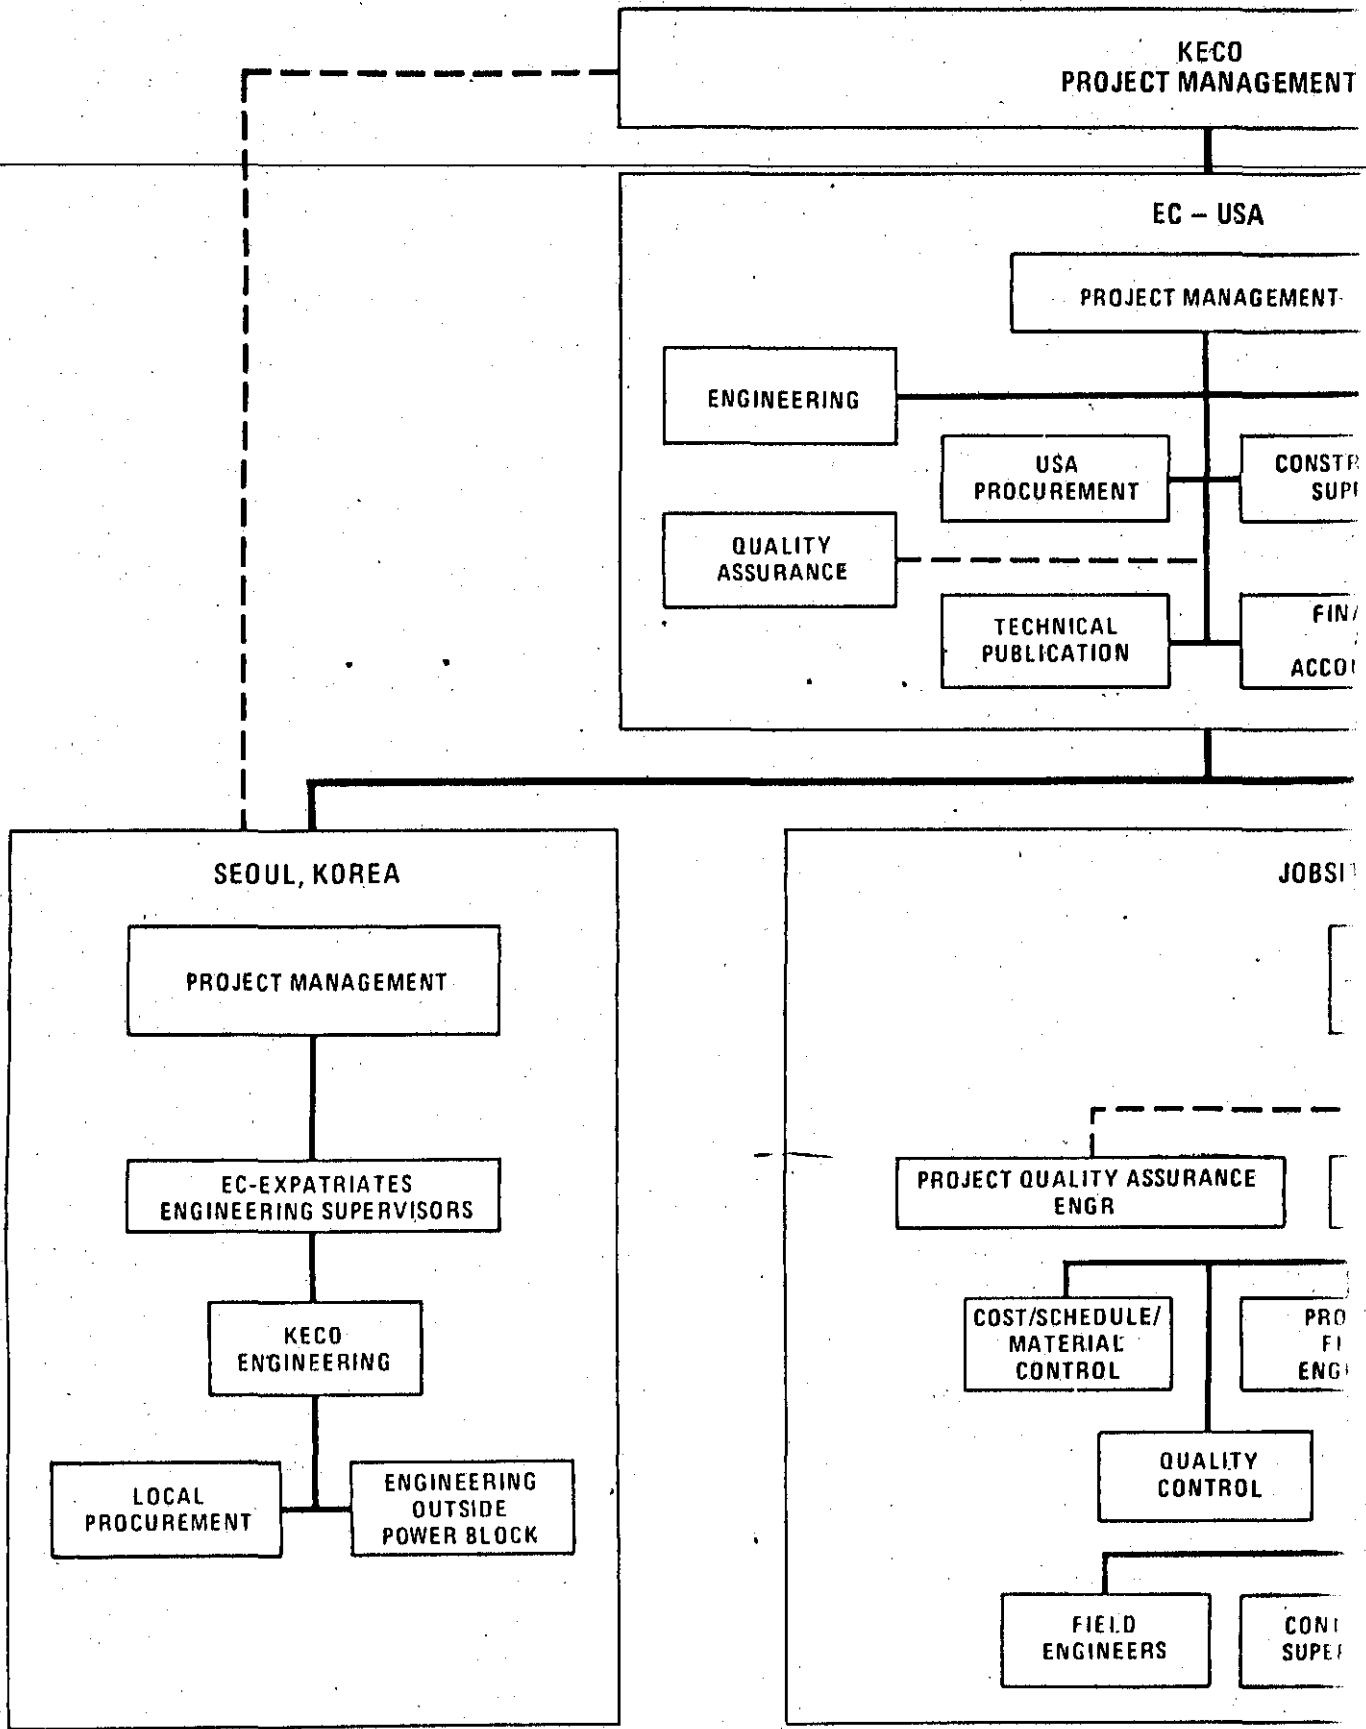 KECO
PROJECT MANAGEMENT
EC – USA
PROJECT MANAGEMENT
ENGINEERING
USA
PROCUREMENT
QUALITY
ASSURANCE
TECHNICAL
PUBLICATION
SEOUL, KOREA
PROJECT MANAGEMENT
EC-EXPATRIATES
ENGINEERING SUPERVISORS
KECO
ENGINEERING
LOCAL
PROCUREMENT
ENGINEERING
OUTSIDE
POWER BLOCK
PROJECT QUALITY ASSURANCE
ENGR
COST/SCHEDULE/
MATERIAL
CONTROL
QUALITY
CONTROL
FIELD
ENGINEERS